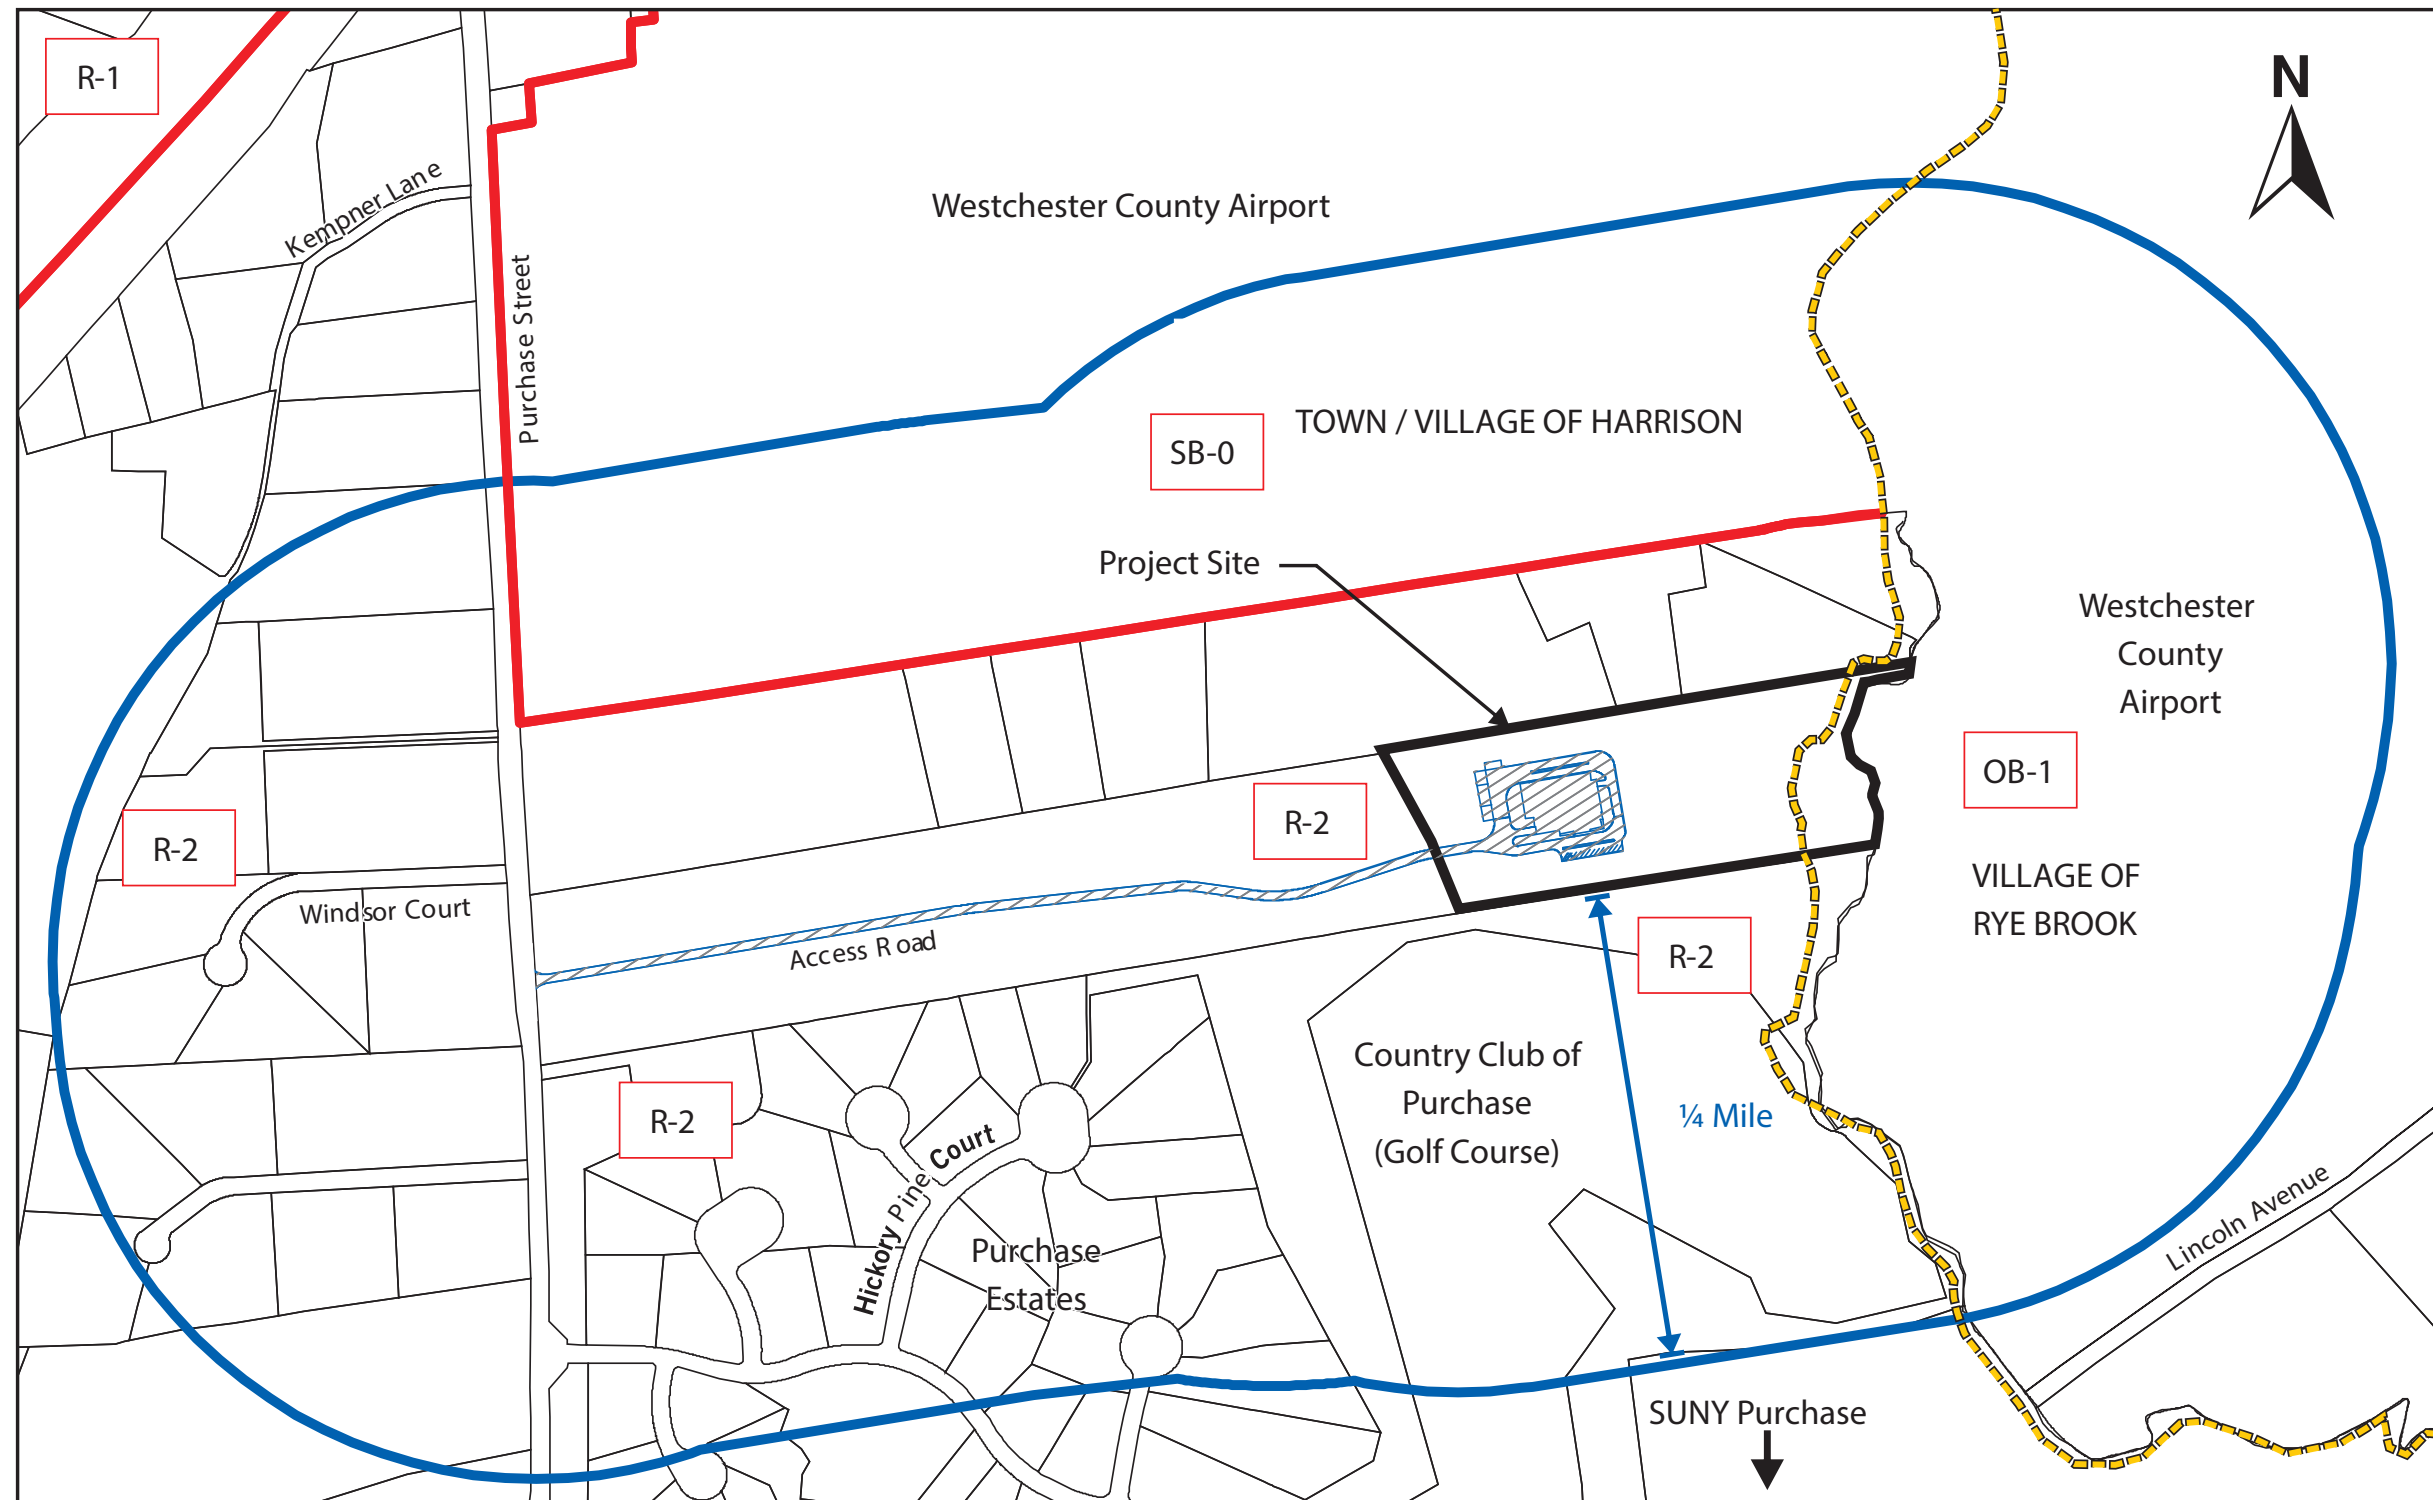 R-1
N
Kempner Lane
Westchester County Airport
Purchase Street
TOWN / VILLAGE OF HARRISON
SB-0
Project Site
Westchester
County
Airport
OB-1
R-2
R-2
VILLAGE OF
RYE BROOK
Windsor Court
Access Road
R-2
Country Club of
Purchase
(Golf Course)
¼ Mile
R-2
Hickory Pine Court
Purchase
Estates
Lincoln Avenue
SUNY Purchase